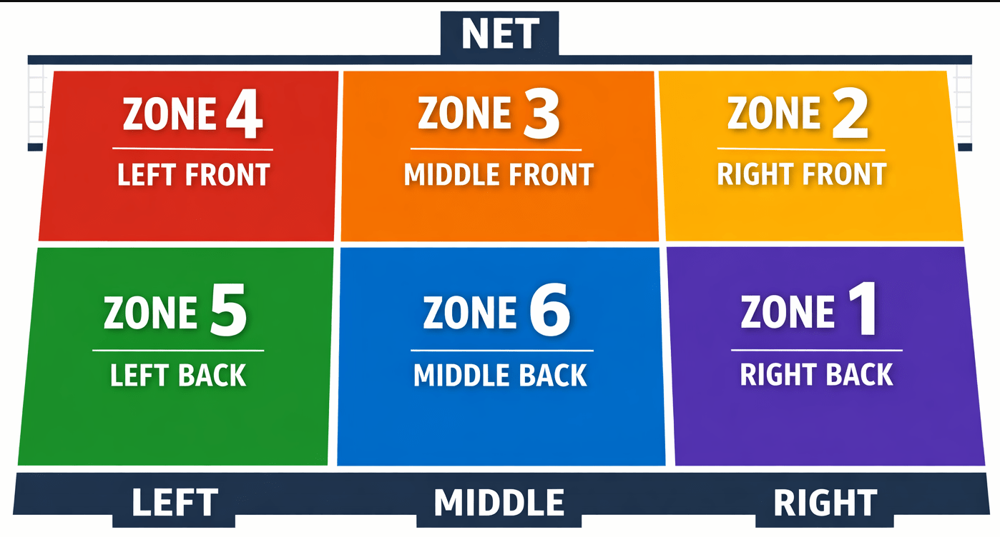 NET
ZONE 4
LEFT FRONT
ZONE 3
MIDDLE FRONT
ZONE 2
RIGHT FRONT
ZONE 5
LEFT BACK
ZONE 6
MIDDLE BACK
ZONE 1
RIGHT BACK
LEFT
MIDDLE
RIGHT